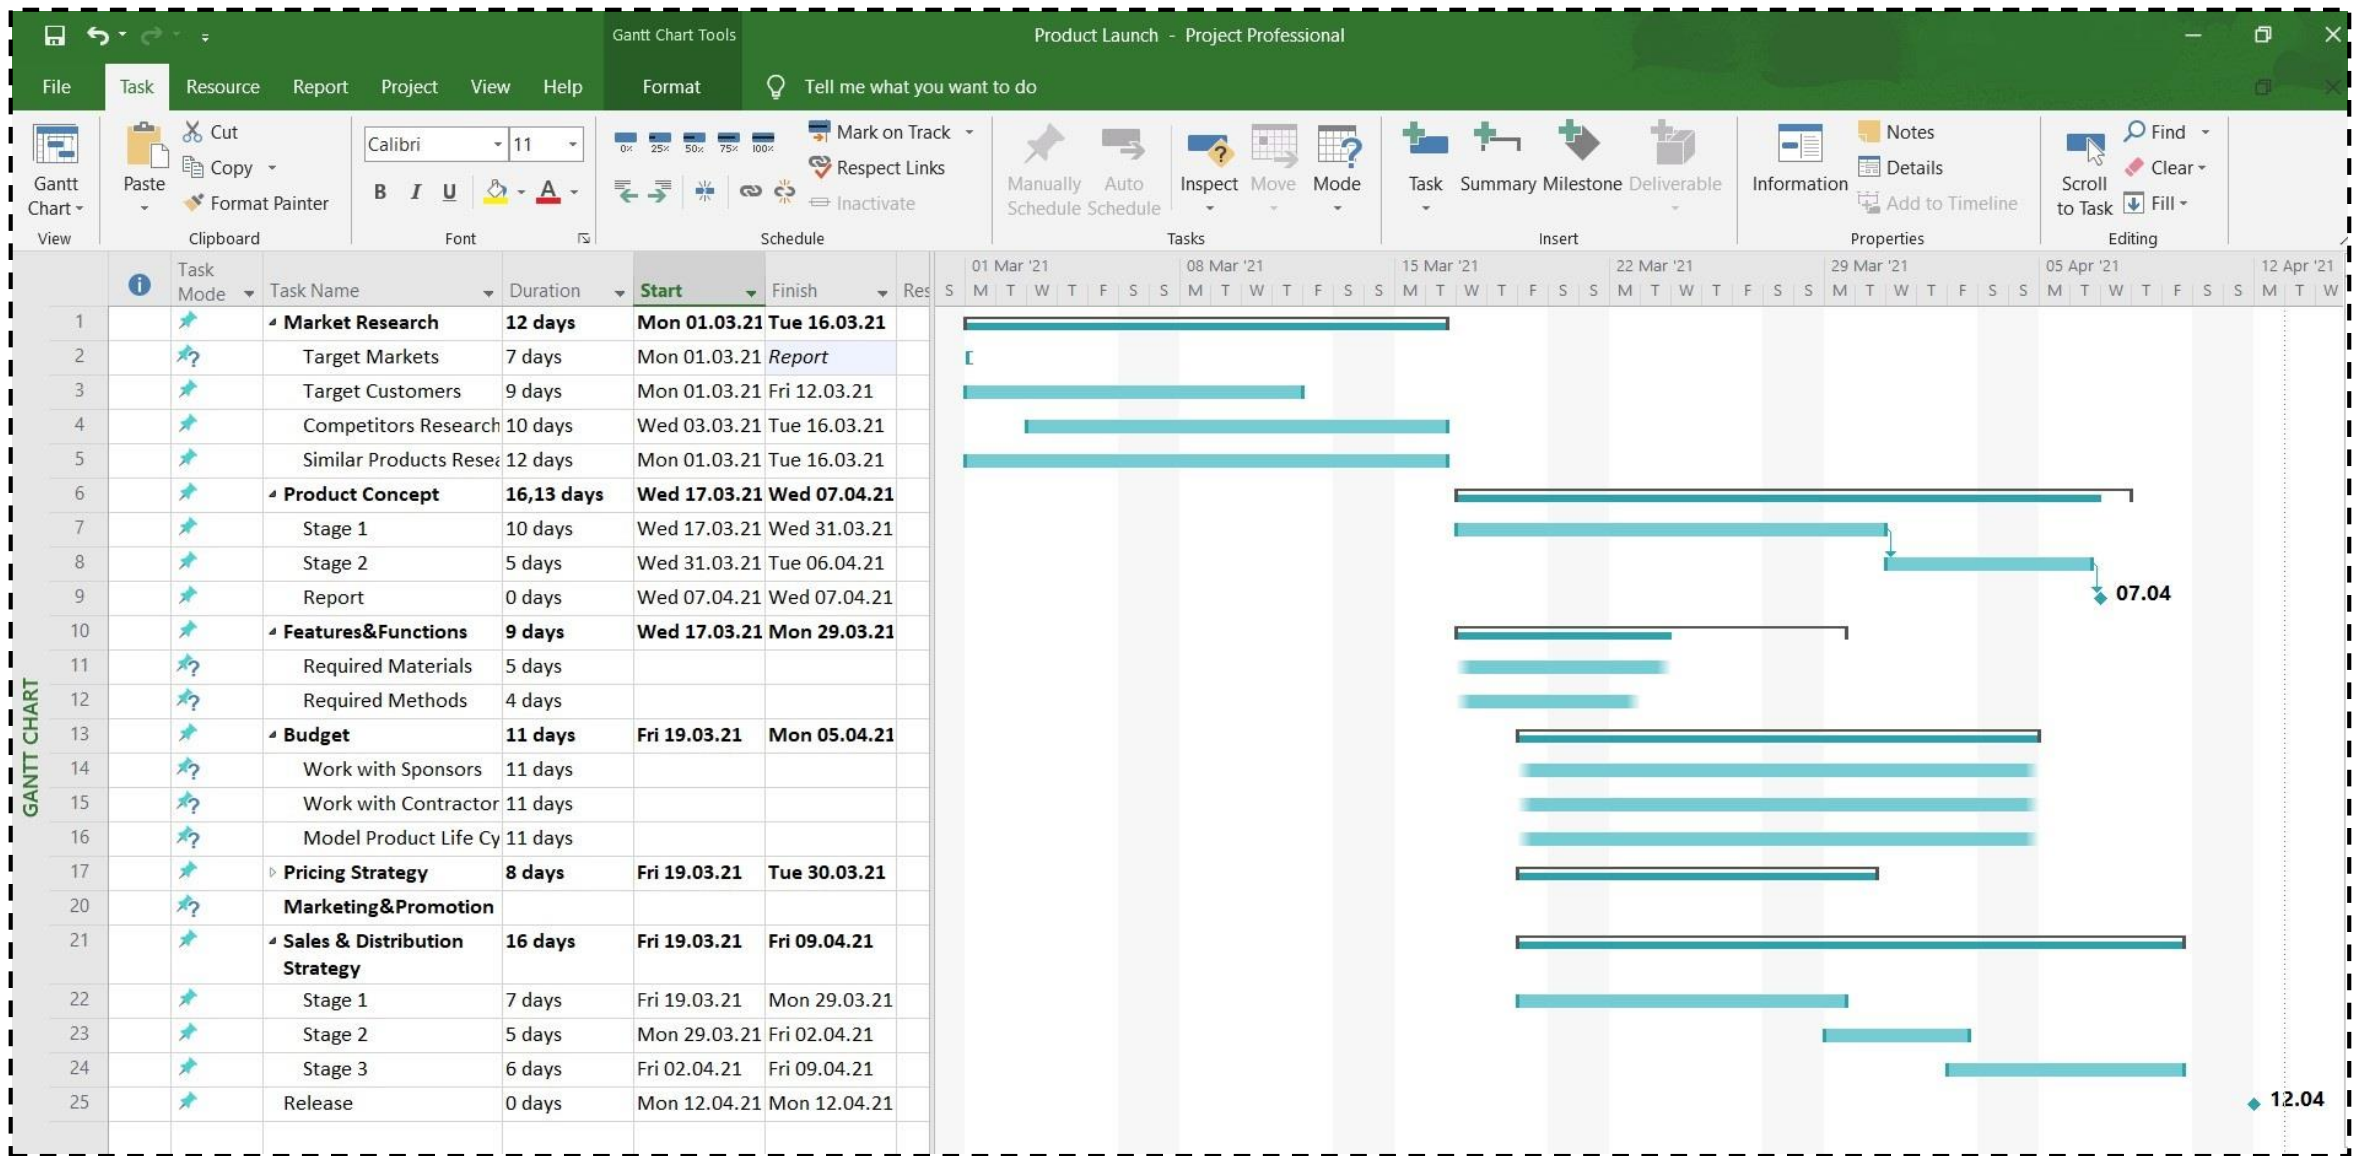 Gantt Chart Tools
Product Launch - Project Professional
File Task Resource Report Project View Help Format Tell me what you want to do
Gantt Chart
View
Paste
Cut
Copy
Format Painter
Clipboard
Calibri 11
B I U A
Font
0% 25% 50% 75% 100%
Mark on Track
Respect Links
Inactivate
Schedule
Manually Schedule
Auto Schedule
Inspect
Move
Mode
Tasks
Task
Summary
Milestone
Deliverable
Insert
Information
Notes
Details
Add to Timeline
Properties
Scroll to Task
Find
Clear
Fill
Editing
Task Mode Task Name Duration Start Finish Res
01 Mar '21 08 Mar '21 15 Mar '21 22 Mar '21 29 Mar '21 05 Apr '21 12 Apr '21
S M T W T F S S M T W T F S S M T W T F S S M T W T F S S M T W T F S S M T W T F S S M T W
GANTT CHART
1 Market Research 12 days Mon 01.03.21 Tue 16.03.21
2 Target Markets 7 days Mon 01.03.21 Report
3 Target Customers 9 days Mon 01.03.21 Fri 12.03.21
4 Competitors Research 10 days Wed 03.03.21 Tue 16.03.21
5 Similar Products Resea 12 days Mon 01.03.21 Tue 16.03.21
6 Product Concept 16,13 days Wed 17.03.21 Wed 07.04.21
7 Stage 1 10 days Wed 17.03.21 Wed 31.03.21
8 Stage 2 5 days Wed 31.03.21 Tue 06.04.21
9 Report 0 days Wed 07.04.21 Wed 07.04.21 07.04
10 Features&Functions 9 days Wed 17.03.21 Mon 29.03.21
11 Required Materials 5 days
12 Required Methods 4 days
13 Budget 11 days Fri 19.03.21 Mon 05.04.21
14 Work with Sponsors 11 days
15 Work with Contractor 11 days
16 Model Product Life Cy 11 days
17 Pricing Strategy 8 days Fri 19.03.21 Tue 30.03.21
20 Marketing&Promotion
21 Sales & Distribution Strategy 16 days Fri 19.03.21 Fri 09.04.21
22 Stage 1 7 days Fri 19.03.21 Mon 29.03.21
23 Stage 2 5 days Mon 29.03.21 Fri 02.04.21
24 Stage 3 6 days Fri 02.04.21 Fri 09.04.21
25 Release 0 days Mon 12.04.21 Mon 12.04.21 12.04